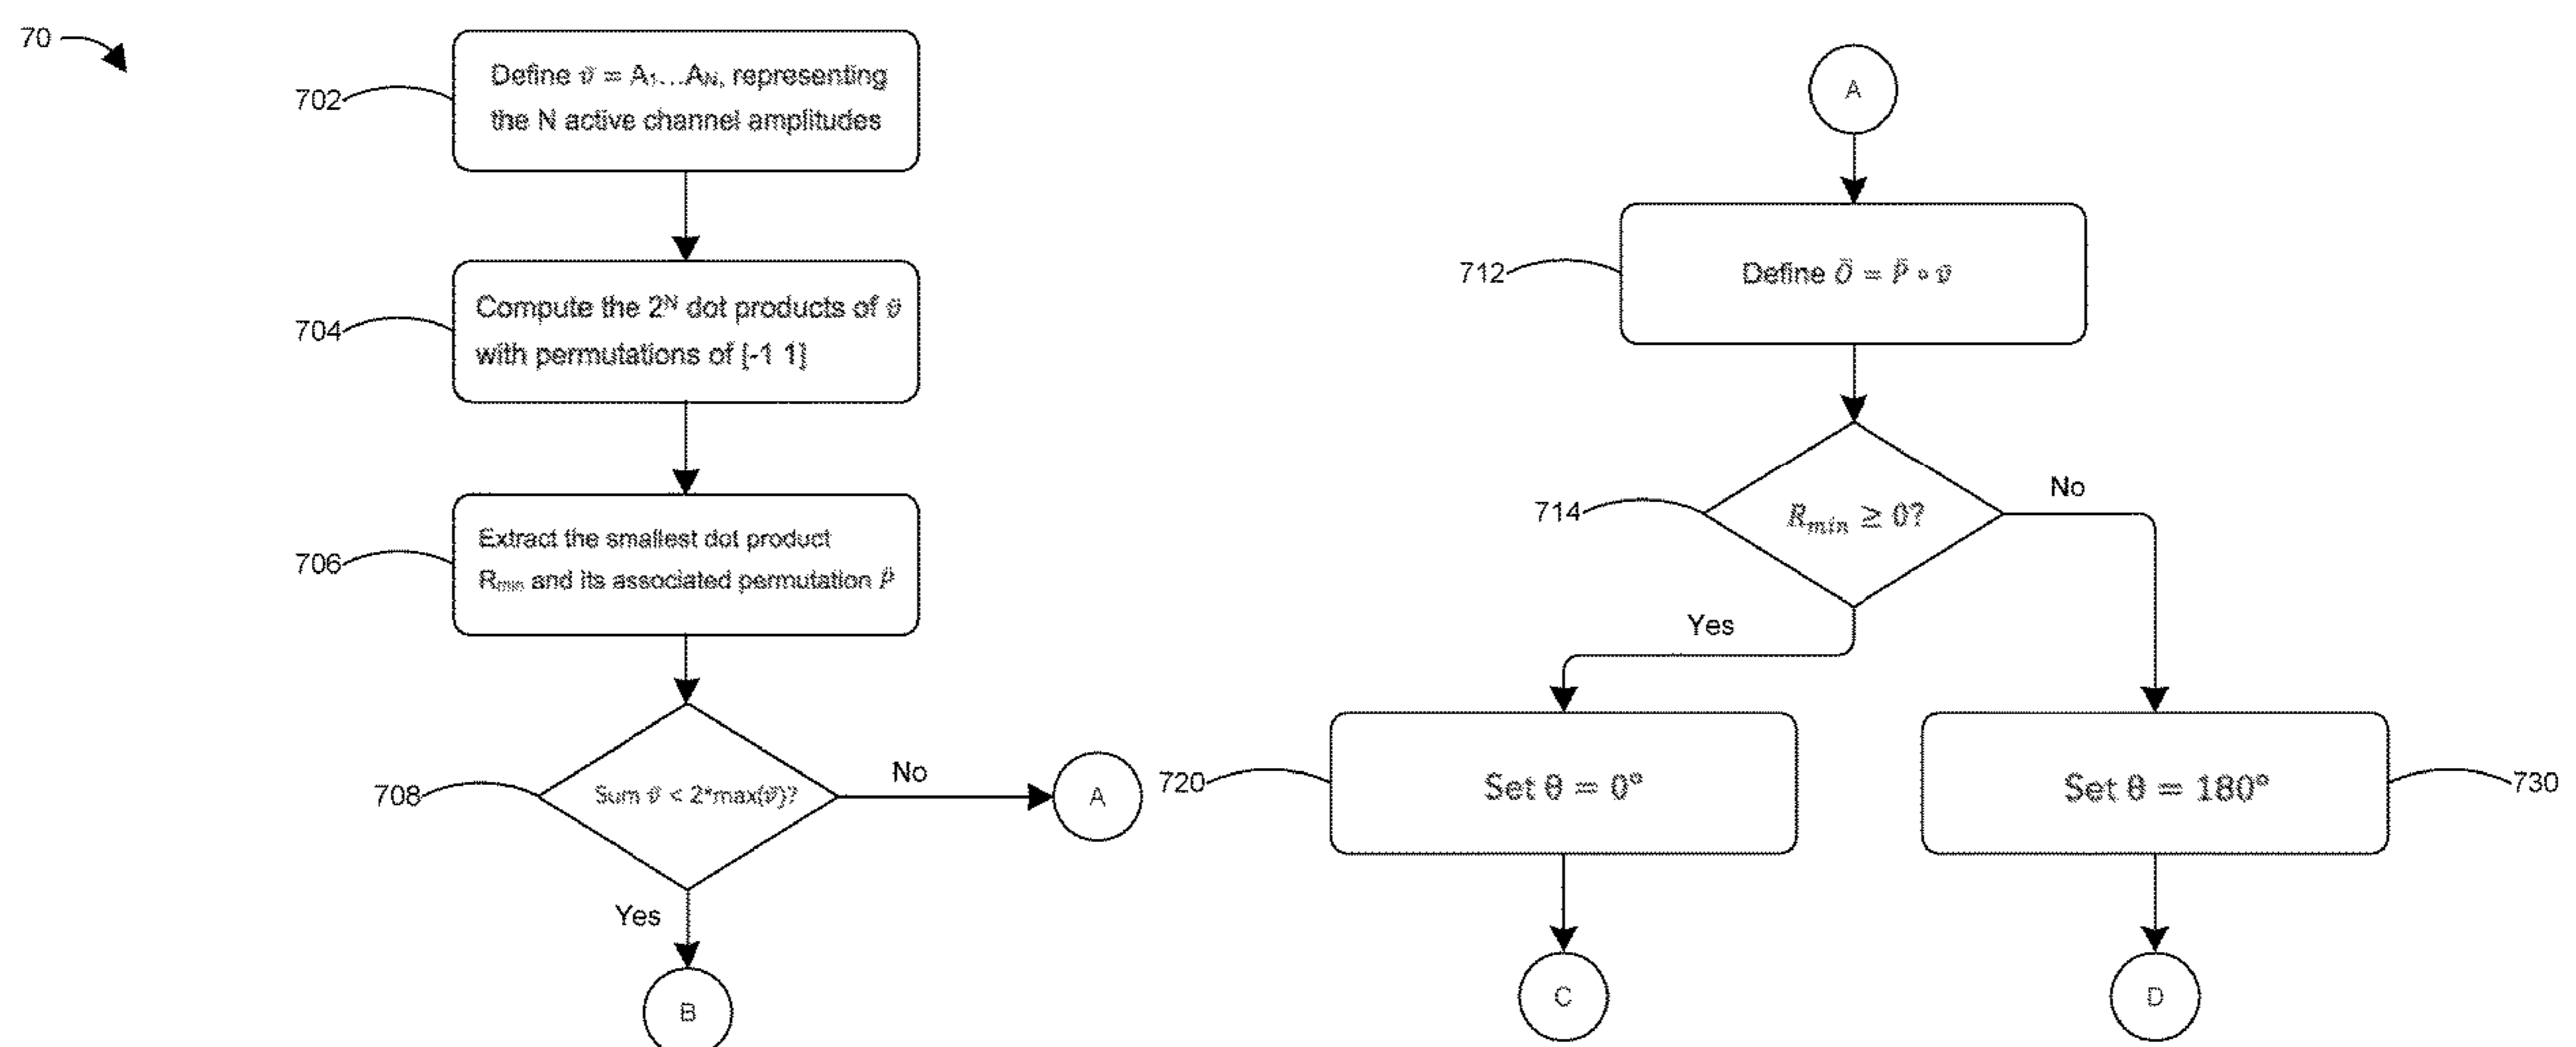 70
702
Define v̄ = A₁...Aₙ, representing
the N active channel amplitudes
704
Compute the 2ᴺ dot products of v̄
with permutations of [-1 1]
706
Extract the smallest dot product
Rₘᵢₙ and its associated permutation P̄
708
Sum v̄ < 2*max(v̄)?
No
A
Yes
B
A
712
Define Ō = P̄ ∘ v̄
714
Rₘᵢₙ ≥ 0?
No
Yes
720
Set θ = 0°
Set θ = 180°
730
C
D